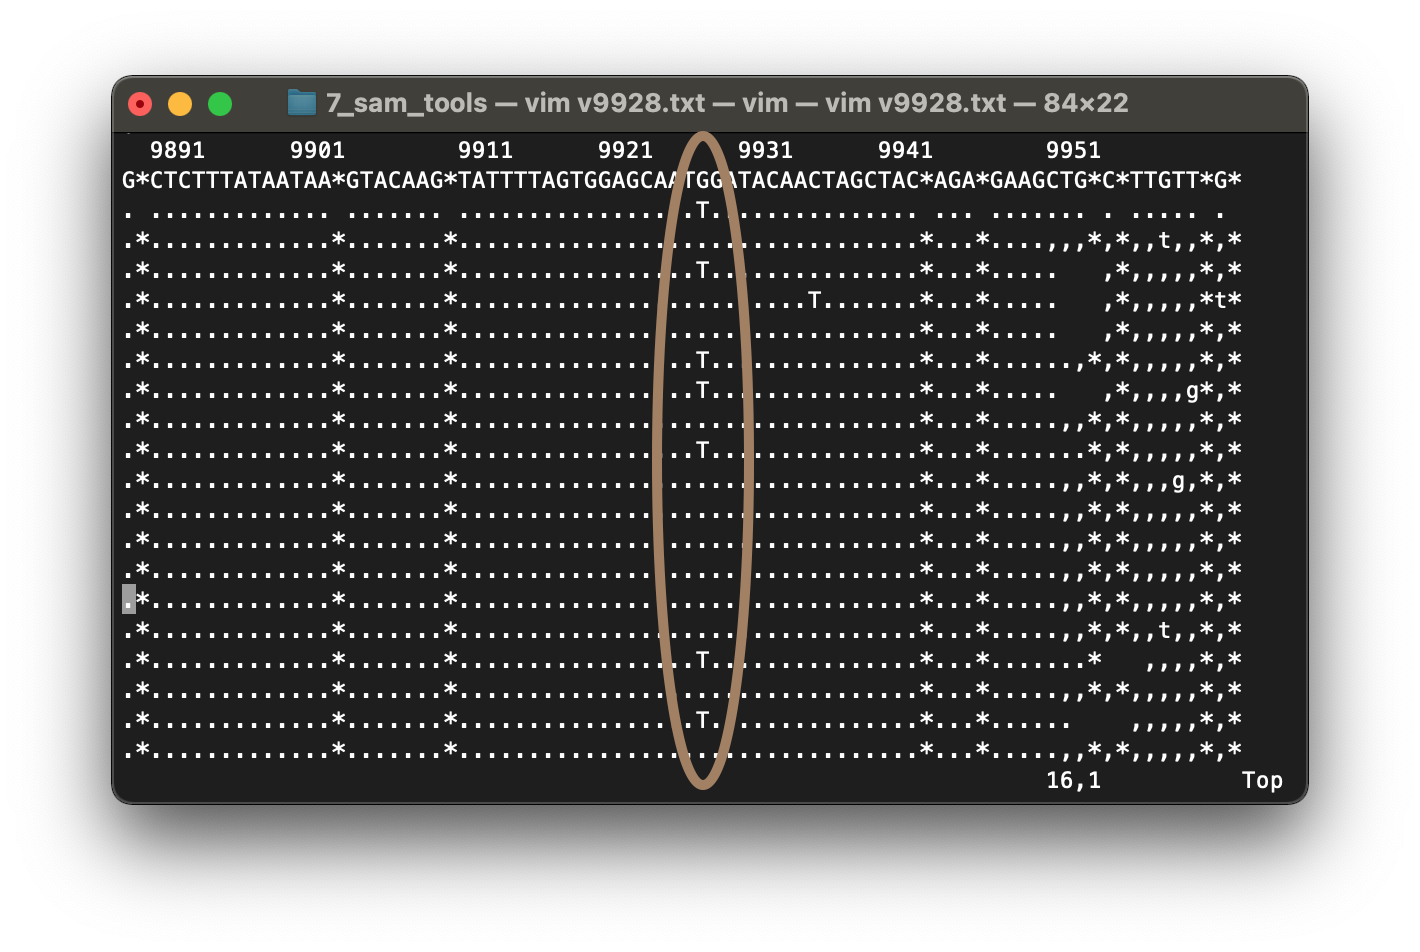 7_sam_tools — vim v9928.txt — vim — vim v9928.txt — 84×22
  9891      9901        9911      9921      9931      9941        9951
G*CTCTTTATAATAA*GTACAAG*TATTTTAGTGGAGCAATGGATACAACTAGCTAC*AGA*GAAGCTG*C*TTGTT*G*
. ............. ....... .................T............... ... ....... . ..... .
.*.............*.......*.................................*...*....,,,*,*,,t,,*,*
.*.............*.......*.................T...............*...*.....   ,*,,,,,*,*
.*.............*.......*.........................T.......*...*.....   ,*,,,,,*t*
.*.............*.......*.................................*...*.....   ,*,,,,,*,*
.*.............*.......*.................T...............*...*......,*,*,,,,,*,*
.*.............*.......*.................T...............*...*.....   ,*,,,,g*,*
.*.............*.......*.................................*...*.....,,*,*,,,,,*,*
.*.............*.......*.................T...............*...*.......*,*,,,,,*,*
.*.............*.......*.................................*...*.....,,*,*,,,g,*,*
.*.............*.......*.................................*...*.....,,*,*,,,,,*,*
.*.............*.......*.................................*...*.....,,*,*,,,,,*,*
.*.............*.......*.................................*...*.....,,*,*,,,,,*,*
.*.............*.......*.................................*...*.....,,*,*,,,,,*,*
.*.............*.......*.................................*...*.....,,*,*,,t,,*,*
.*.............*.......*.................T...............*...*.......*   ,,,,*,*
.*.............*.......*.................................*...*.....,,*,*,,,,,*,*
.*.............*.......*.................T...............*...*......    ,,,,,*,*
.*.............*.......*.................................*...*.....,,*,*,,,,,*,*
16,1          Top